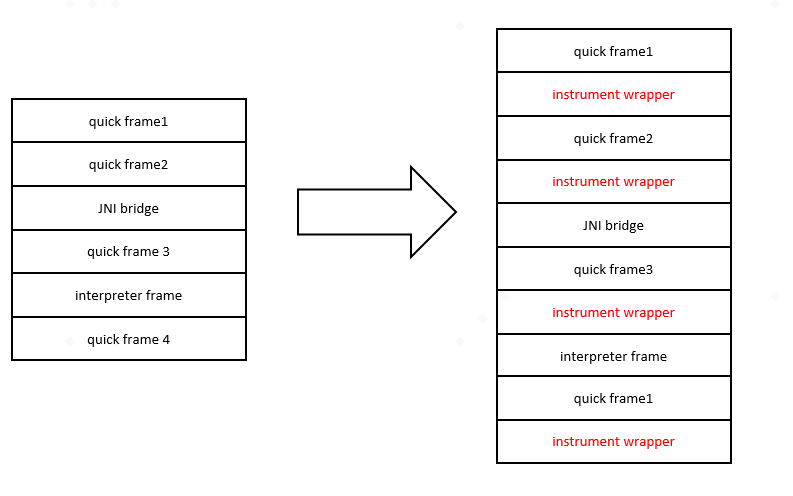 quick frame1
quick frame2
JNI bridge
quick frame 3
interpreter frame
quick frame 4
quick frame1
instrument wrapper
quick frame2
instrument wrapper
JNI bridge
quick frame3
instrument wrapper
interpreter frame
quick frame1
instrument wrapper